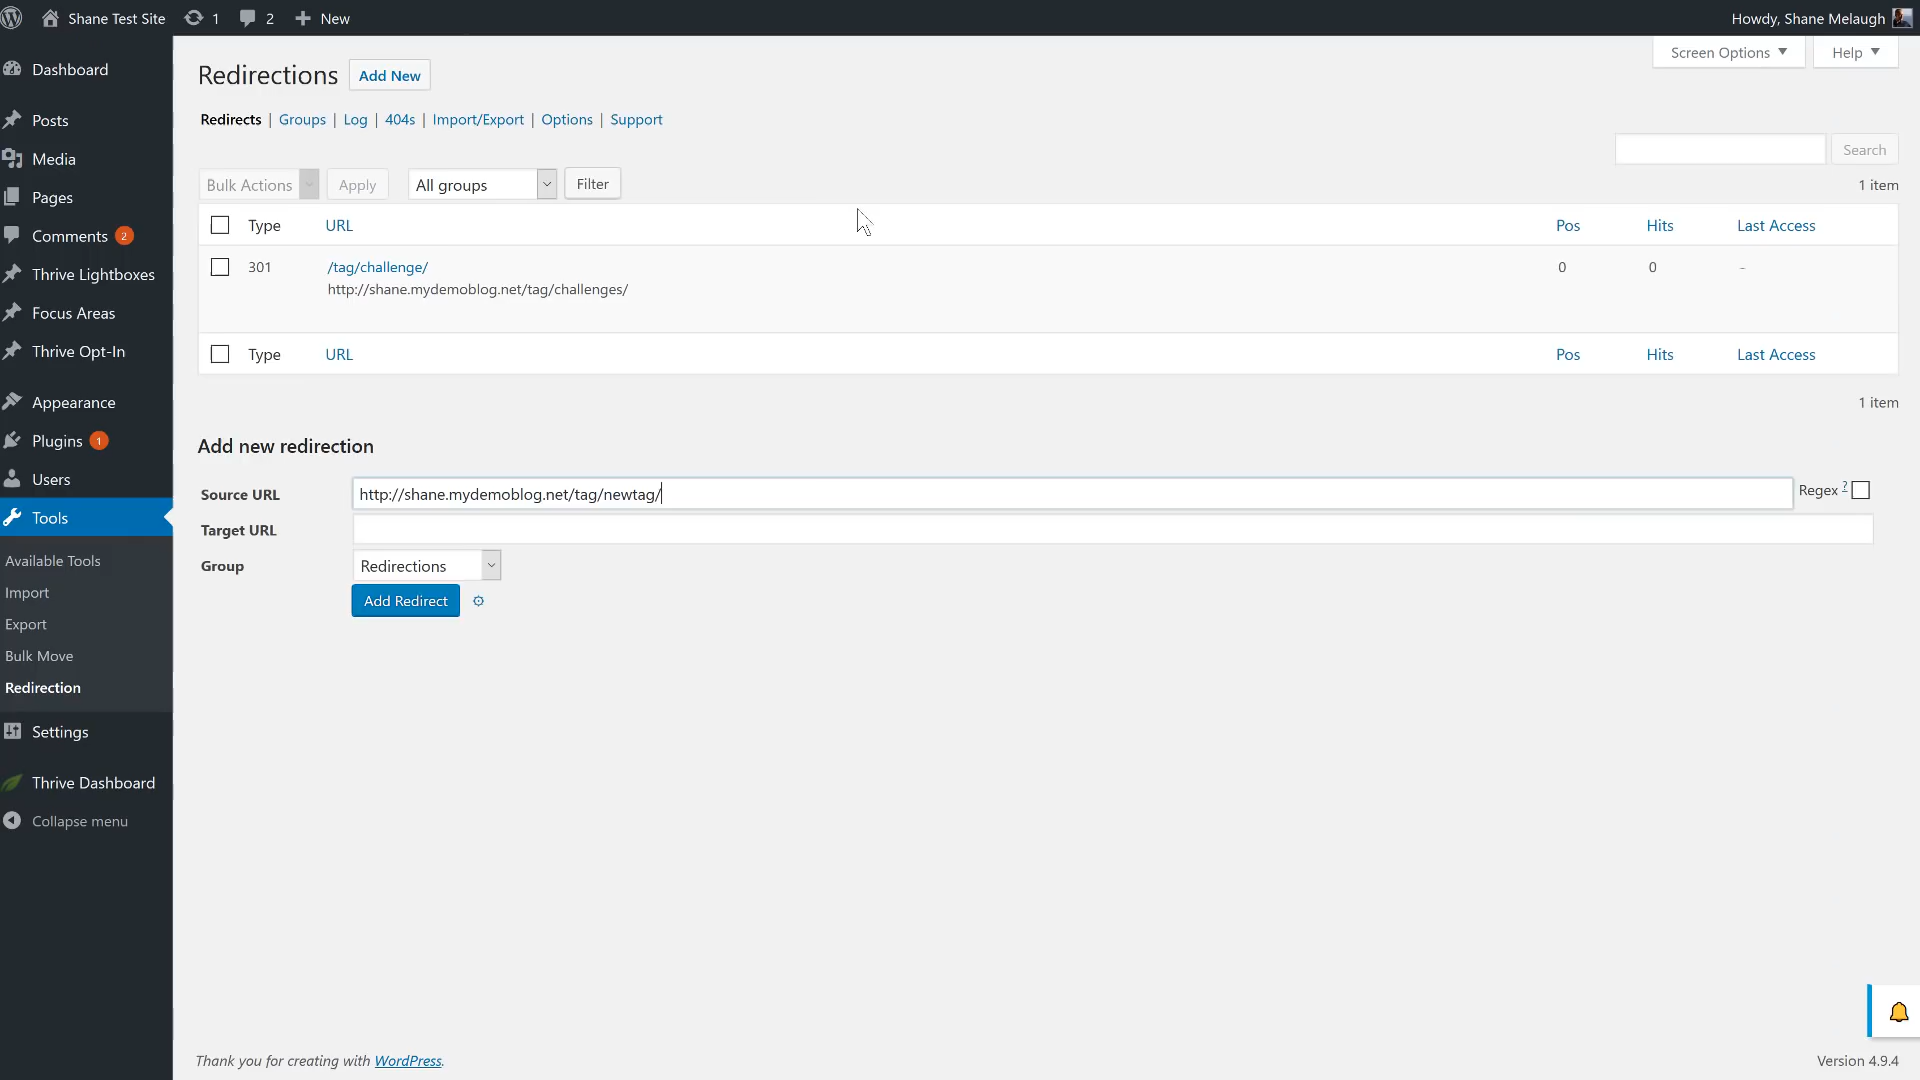 Shane Test Site 1 2 New Howdy, Shane Melaugh
Screen Options Help
Dashboard
Posts
Media
Pages
Comments 2
Thrive Lightboxes
Focus Areas
Thrive Opt-In
Appearance
Plugins 1
Users
Tools
Available Tools
Import
Export
Bulk Move
Redirection
Settings
Thrive Dashboard
Collapse menu
Redirections Add New
Redirects | Groups | Log | 404s | Import/Export | Options | Support
Search
Bulk Actions Apply All groups Filter 1 item
Type URL Pos Hits Last Access
301 /tag/challenge/ 0 0 -
http://shane.mydemoblog.net/tag/challenges/
Type URL Pos Hits Last Access
1 item
Add new redirection
Source URL http://shane.mydemoblog.net/tag/newtag/ Regex ?
Target URL
Group Redirections
Add Redirect
Thank you for creating with WordPress. Version 4.9.4